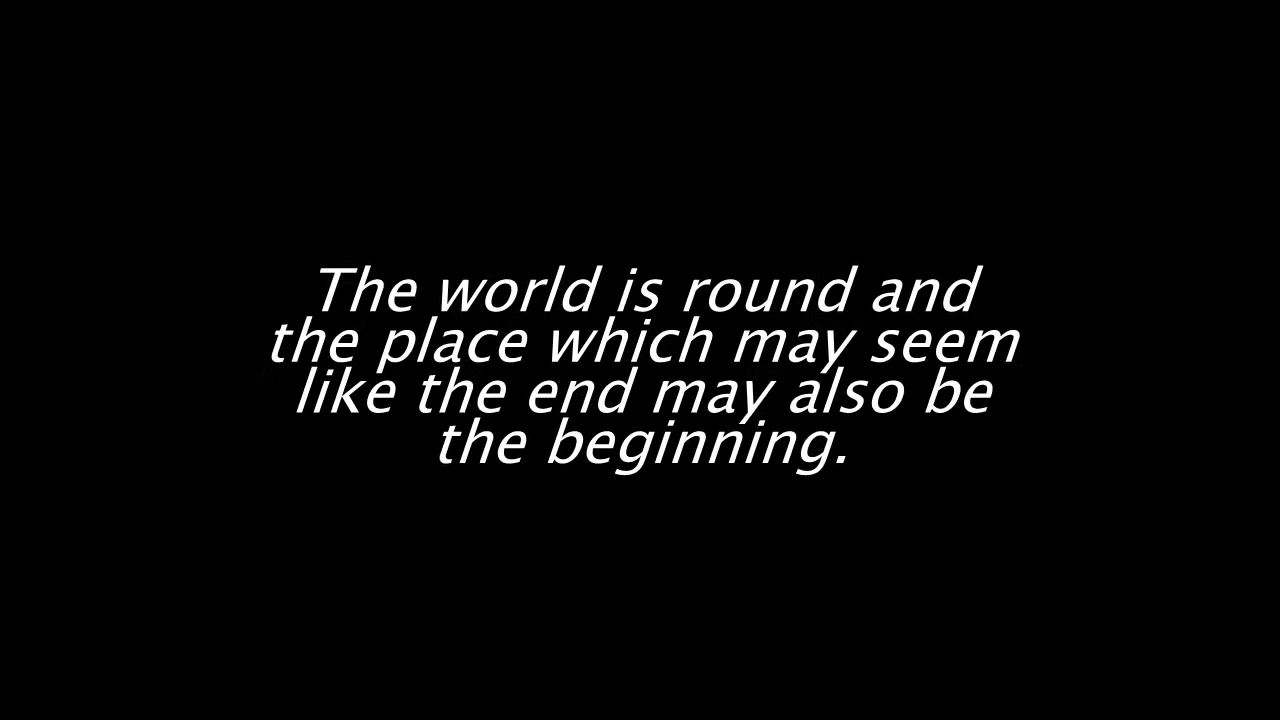 The world is round and
the place which may seem
like the end may also be
the beginning.